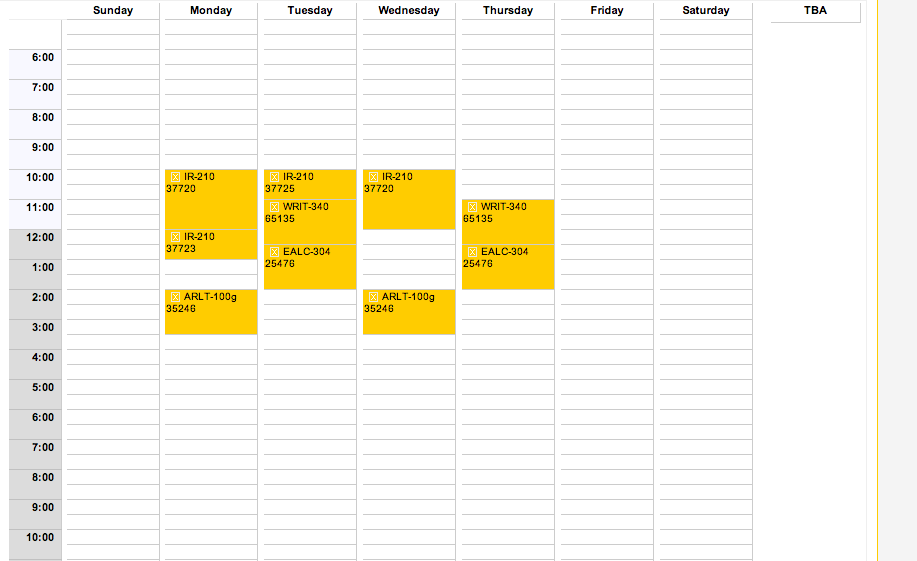 Sunday Monday Tuesday Wednesday Thursday Friday Saturday TBA
6:00
7:00
8:00
9:00
10:00 IR-210 IR-210 IR-210
37720 37725 37720
11:00 WRIT-340 WRIT-340
65135 65135
12:00 IR-210
37723
EALC-304 EALC-304
1:00 25476 25476
2:00 ARLT-100g ARLT-100g
35246 35246
3:00
4:00
5:00
6:00
7:00
8:00
9:00
10:00